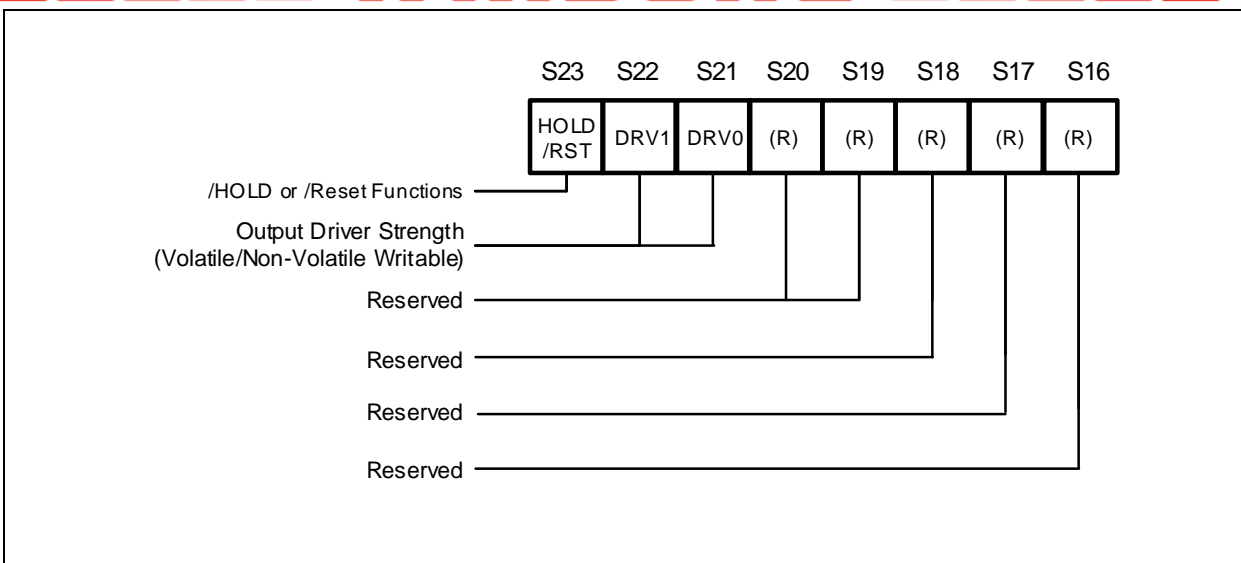 S23 S22 S21 S20 S19 S18 S17 S16
HOLD
/RST DRV1 DRV0 (R) (R) (R) (R) (R)
/HOLD or /Reset Functions
Output Driver Strength
(Volatile/Non-Volatile Writable)
Reserved
Reserved
Reserved
Reserved